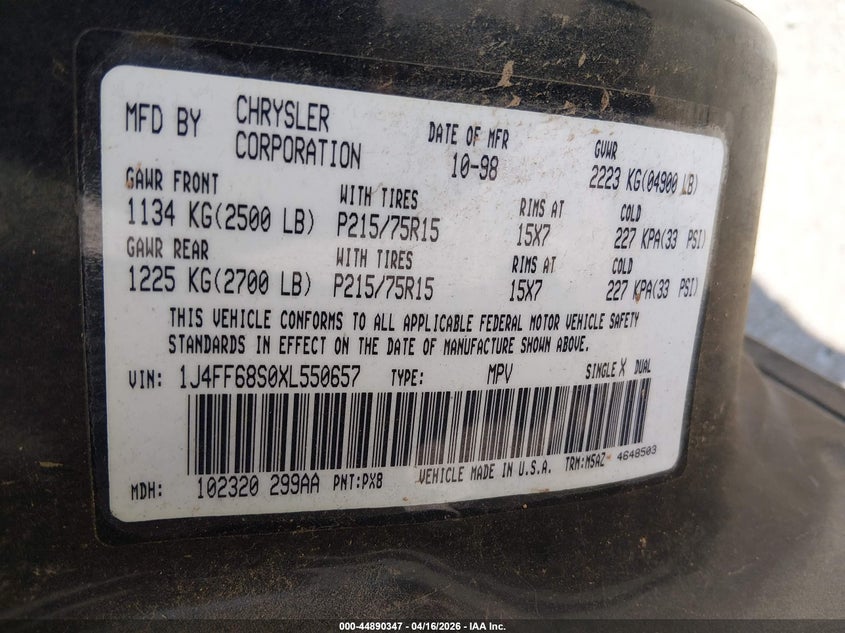 MFD BY CHRYSLER CORPORATION DATE OF MFR 10-98 GVWR 2223 KG(04900 LB)
GAWR FRONT WITH TIRES RIMS AT COLD
1134 KG(2500 LB) P215/75R15 15X7 227 KPA(33 PSI)
GAWR REAR WITH TIRES RIMS AT COLD
1225 KG(2700 LB) P215/75R15 15X7 227 KPA(33 PSI)
THIS VEHICLE CONFORMS TO ALL APPLICABLE FEDERAL MOTOR VEHICLE SAFETY
STANDARDS IN EFFECT ON THE DATE OF MANUFACTURE SHOWN ABOVE.
VIN: 1J4FF68S0XL550657 TYPE: MPV SINGLE X DUAL
MDH: 102320 299AA PNT:PX8 VEHICLE MADE IN U.S.A. TRM:M5AZ 4648503
000-44890347 | 04/16/2026 | IAA Inc.